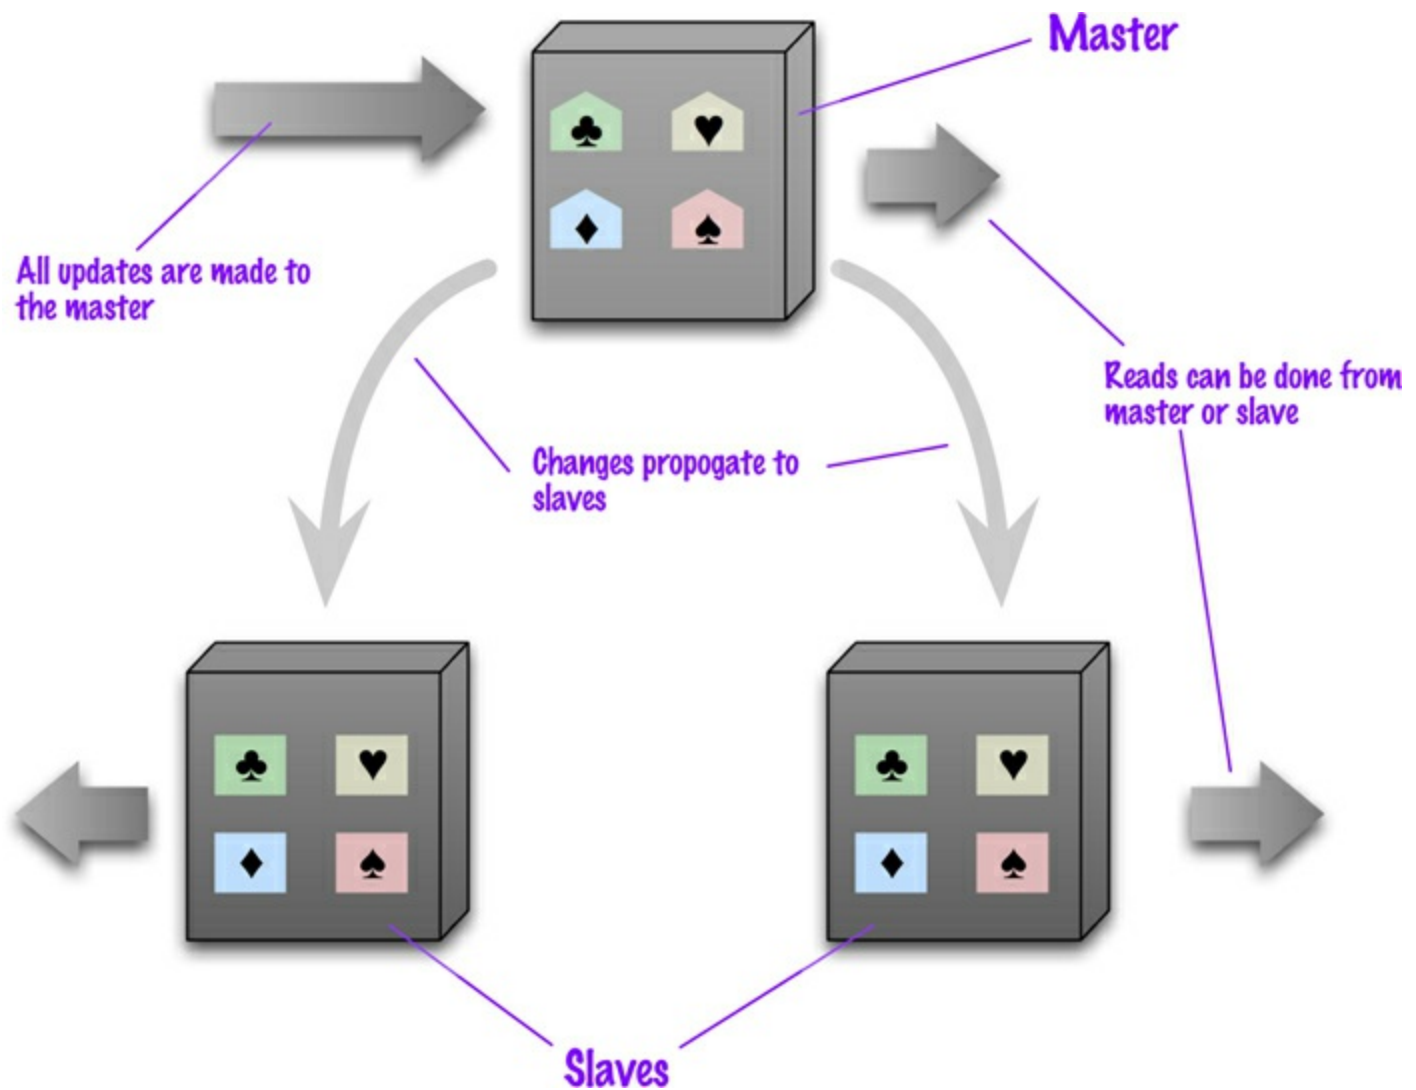 Master
All updates are made to
the master
Reads can be done from
master or slave
Changes propogate to
slaves
Slaves